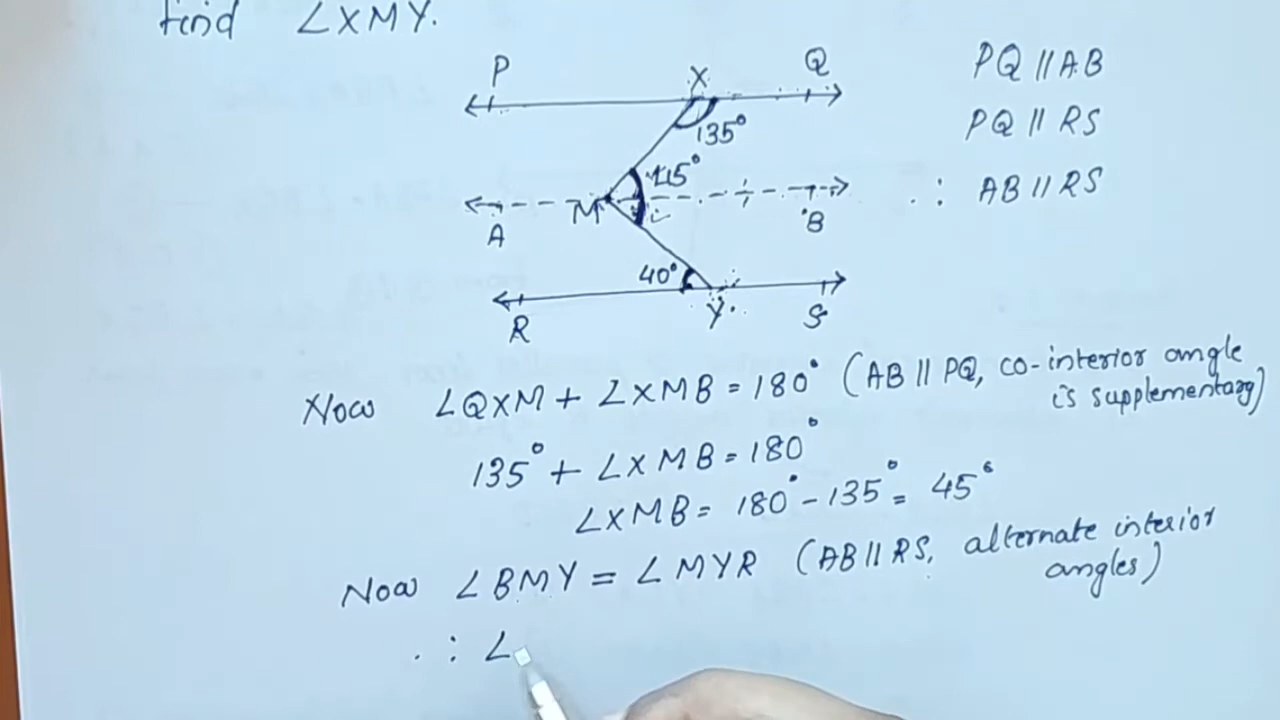 find ∠XMY.
P X Q PQ // AB
135° PQ // RS
45°
A M B ∴ AB // RS
40°
R Y S
Now ∠QXM + ∠XMB = 180° (AB // PQ, co-interior angle
is supplementary)
135° + ∠XMB = 180°
∠XMB = 180° - 135° = 45°
Now ∠BMY = ∠MYR (AB // RS, alternate interior
angles)
∴ ∠